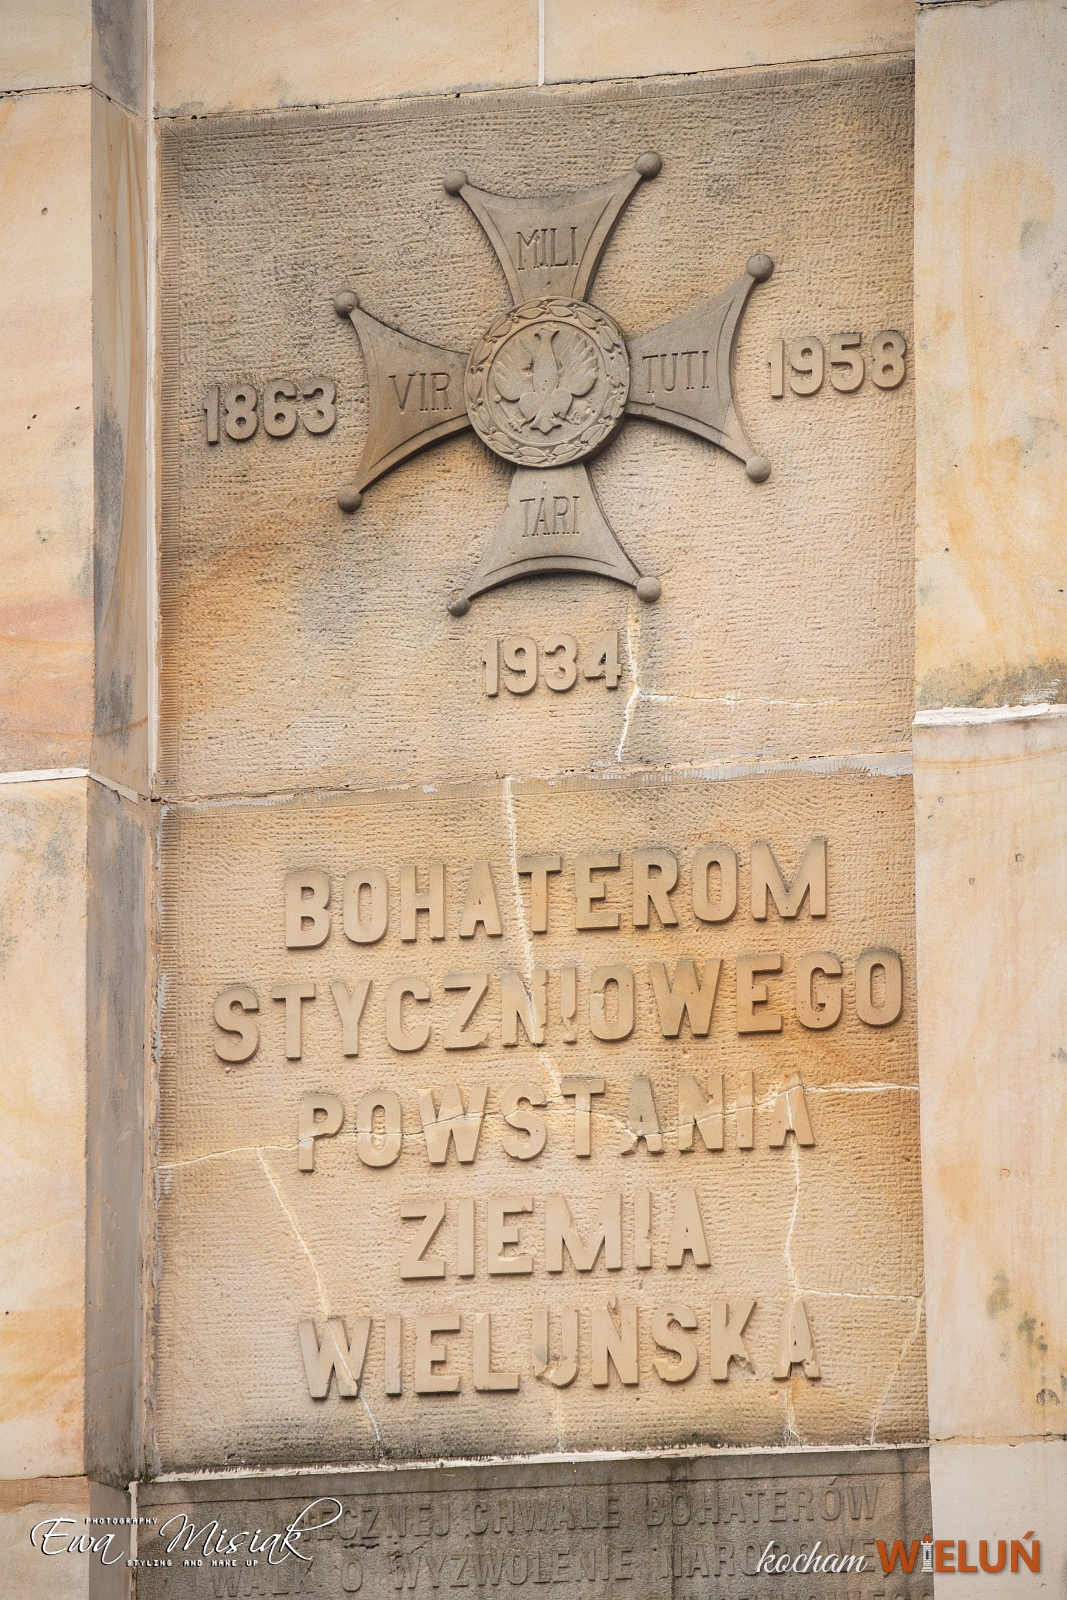 MILI
VIR TUTI
1863 1958
TARI
1934
BOHATEROM
STYCZNIOWEGO
POWSTANIA
ZIEMIA
WIELUŃSKA
CHWALE BOHATERÓW
WALK O WYZWOLENIE
PHOTOGRAPHY
Ewa Misiak
STYLING AND MAKE UP
kocham WIELUŃ